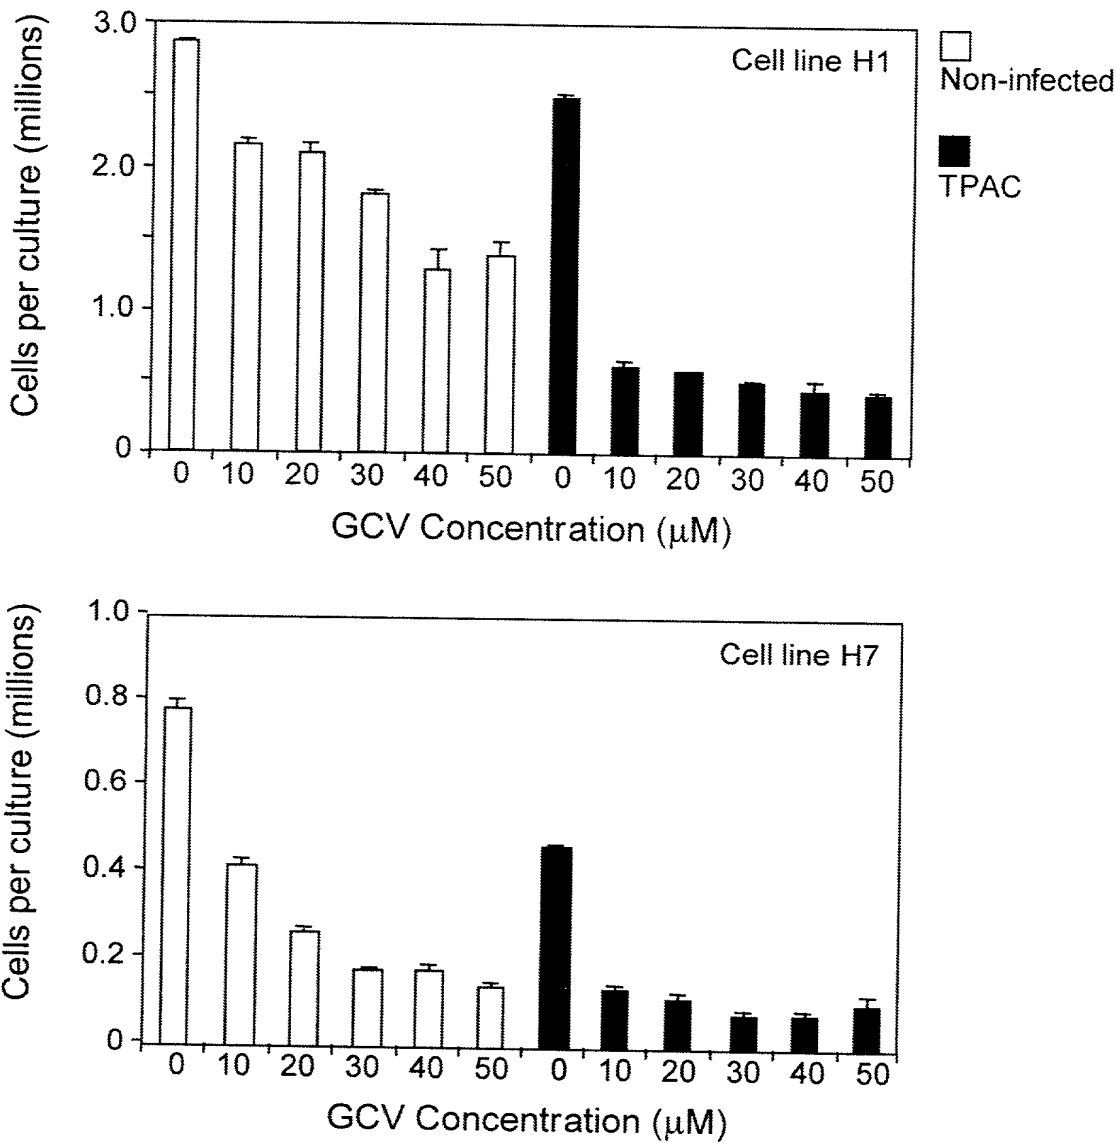 Cells per culture (millions)
3.0
2.0
1.0
0
Cell line H1
0 10 20 30 40 50 0 10 20 30 40 50
GCV Concentration (μM)
Non-infected
TPAC
Cells per culture (millions)
1.0
0.8
0.6
0.4
0.2
0
Cell line H7
0 10 20 30 40 50 0 10 20 30 40 50
GCV Concentration (μM)